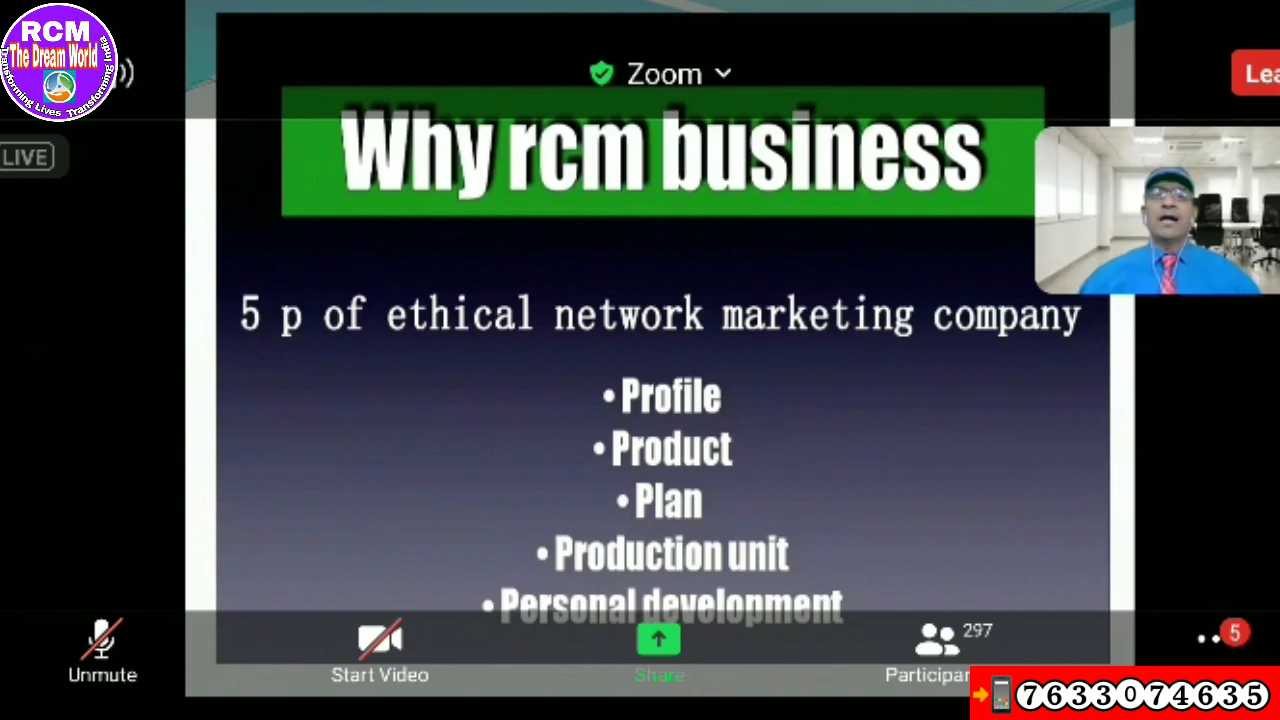 RCM
The Dream World
Transforming Lives Transforming India
Zoom
Lea
LIVE
Why rcm business
5 p of ethical network marketing company
• Profile
• Product
• Plan
• Production unit
• Personal development
297
5
Unmute
Start Video
Share
Participan
7633074635